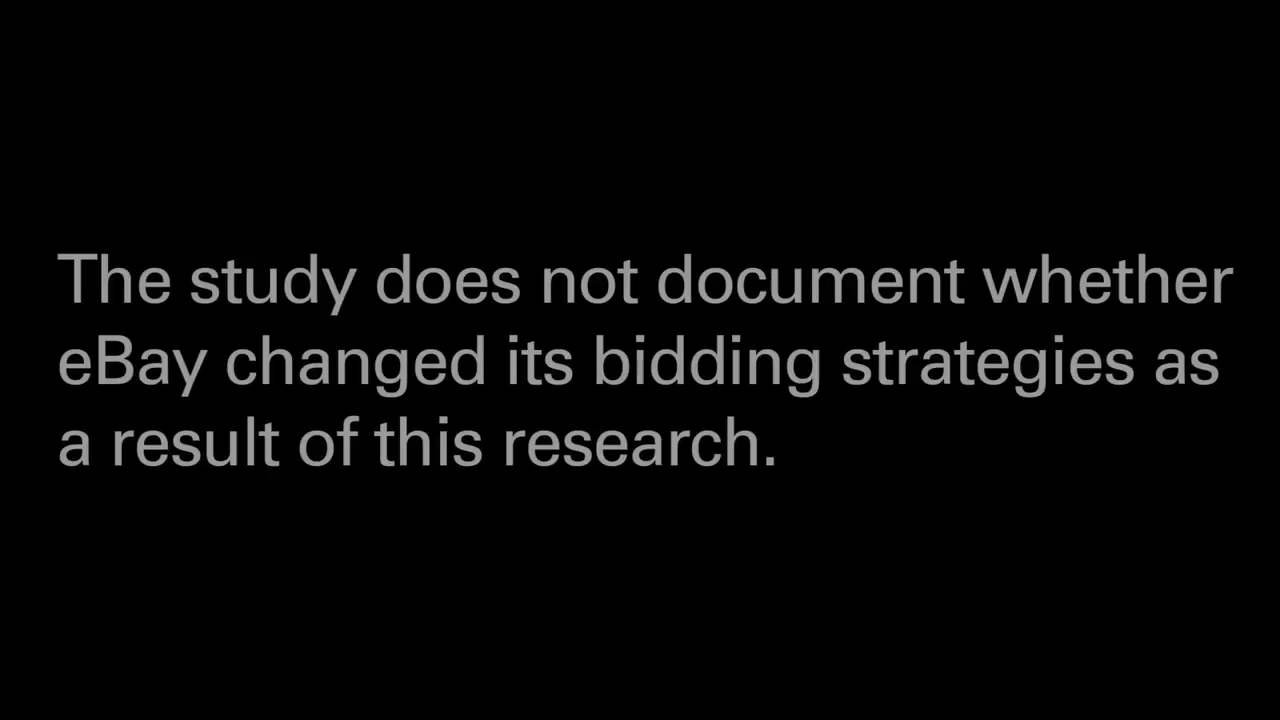 The study does not document whether
eBay changed its bidding strategies as
a result of this research.